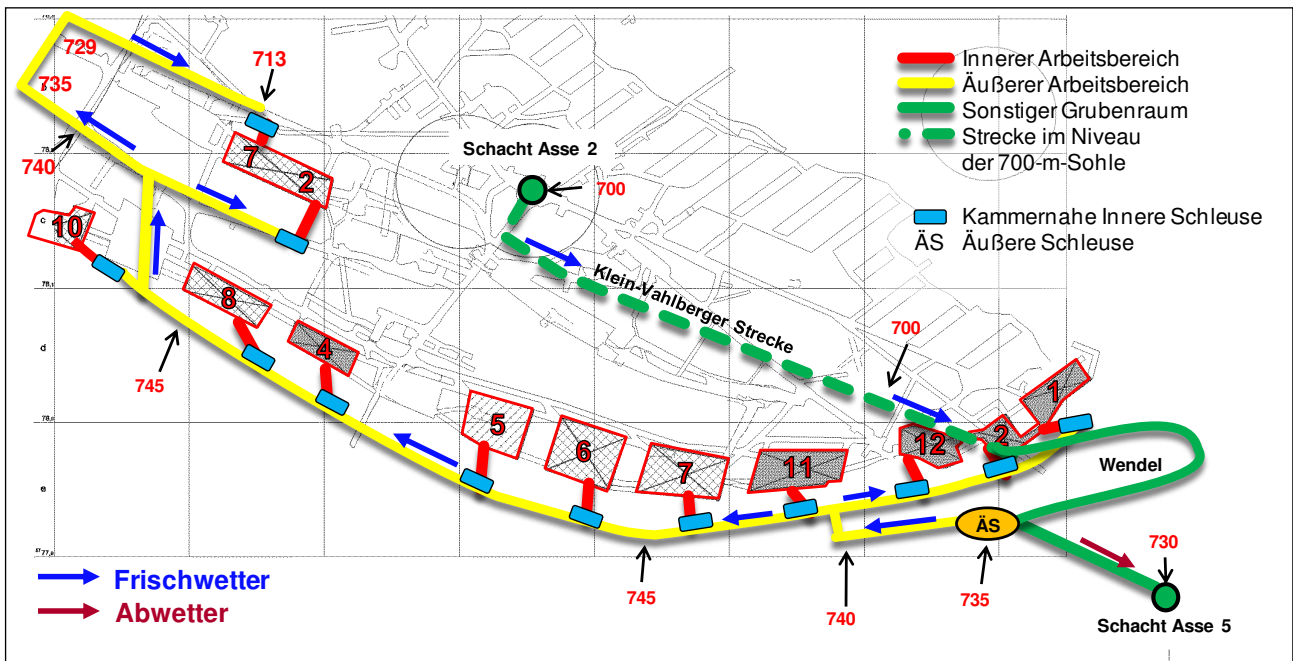 729
735
713
740
7
2
10
Schacht Asse 2
700
Innerer Arbeitsbereich
Äußerer Arbeitsbereich
Sonstiger Grubenraum
Strecke im Niveau
der 700-m-Sohle
Kammernahe Innere Schleuse
ÄS Äußere Schleuse
c
8
4
d
745
Klein-Vahlberger Strecke
700
1
5
6
7
11
12
2
Wendel
e
ÄS
745
740
735
730
Schacht Asse 5
Frischwetter
Abwetter